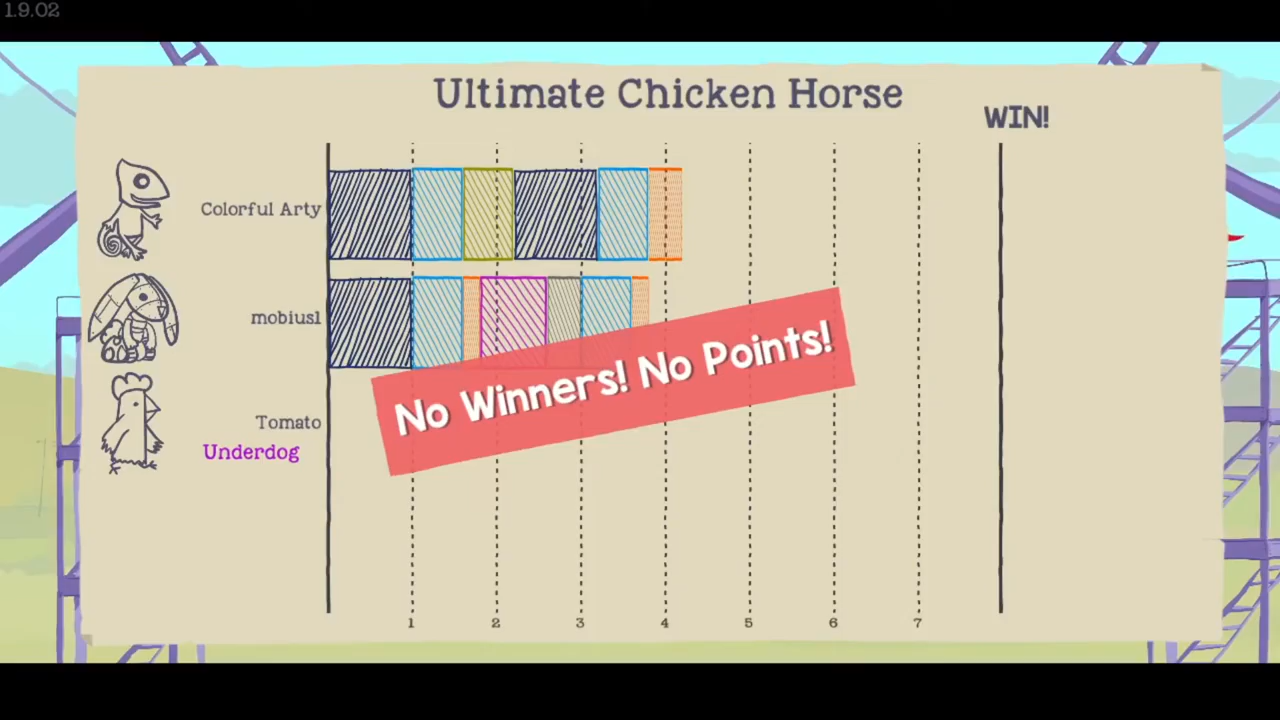 1.9.02
Ultimate Chicken Horse
WIN!
Colorful Arty
mobius1
No Winners! No Points!
Tomato
Underdog
1 2 3 4 5 6 7